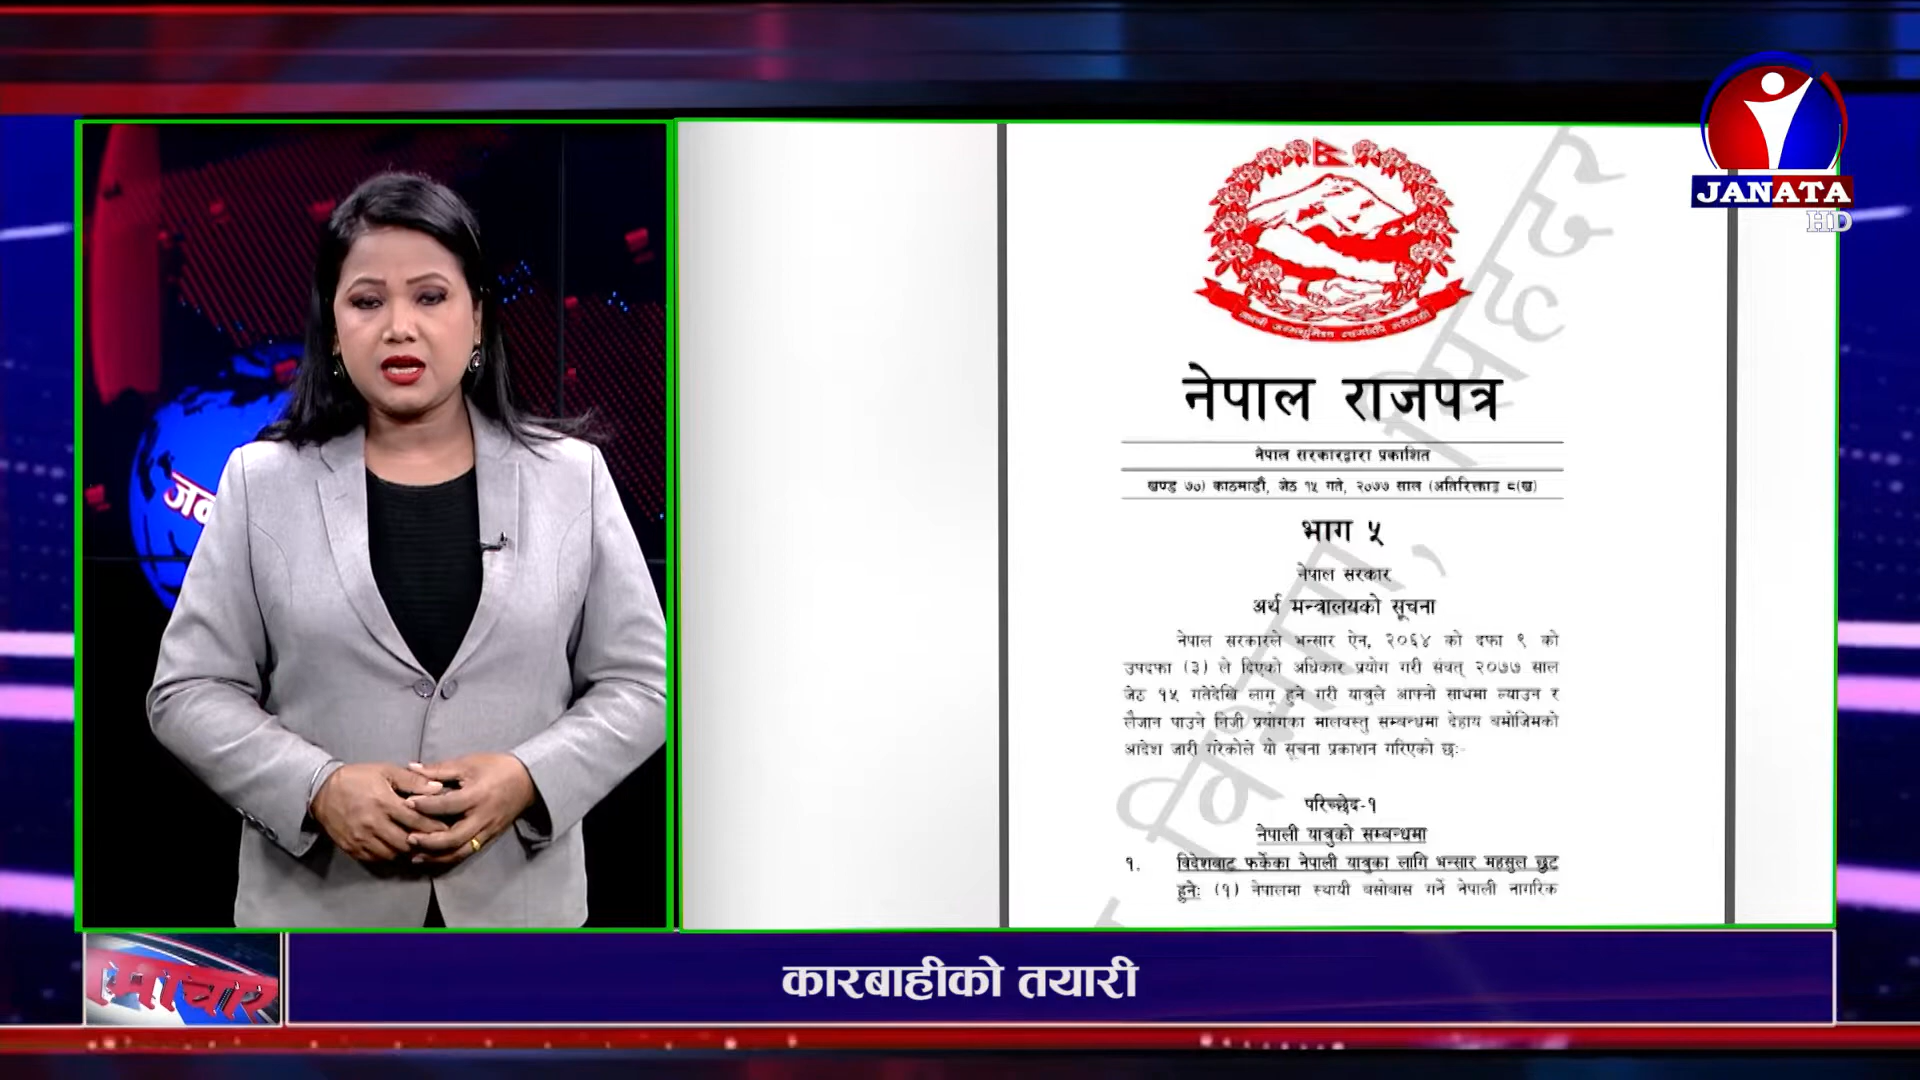 JANATA
HD
नेपाल राजपत्र
नेपाल सरकारद्वारा प्रकाशित
खण्ड ७०) काठमाडौं, जेठ १५ गते, २०७७ साल (अतिरिक्ताङ्क ८(ख)
भाग ५
नेपाल सरकार
अर्थ मन्त्रालयको सूचना
नेपाल सरकारले भन्सार ऐन, २०६४ को दफा ९ को
उपदफा (३) ले दिएको अधिकार प्रयोग गरी संवत् २०७७ साल
जेठ १५ गतेदेखि लागू हुने गरी यात्रुले आफ्नो साथमा ल्याउन र
लैजान पाउने निजी प्रयोगका मालवस्तु सम्बन्धमा देहाय बमोजिमको
आदेश जारी गरेकोले यो सूचना प्रकाशन गरिएको छः-
परिच्छेद-१
नेपाली यात्रुको सम्बन्धमा
१. विदेशबाट फर्केका नेपाली यात्रुका लागि भन्सार महसुल छुट
हुनेः (१) नेपालमा स्थायी बसोबास गर्ने नेपाली नागरिक
विभाग,
जन
माचार
कारबाहीको तयारी